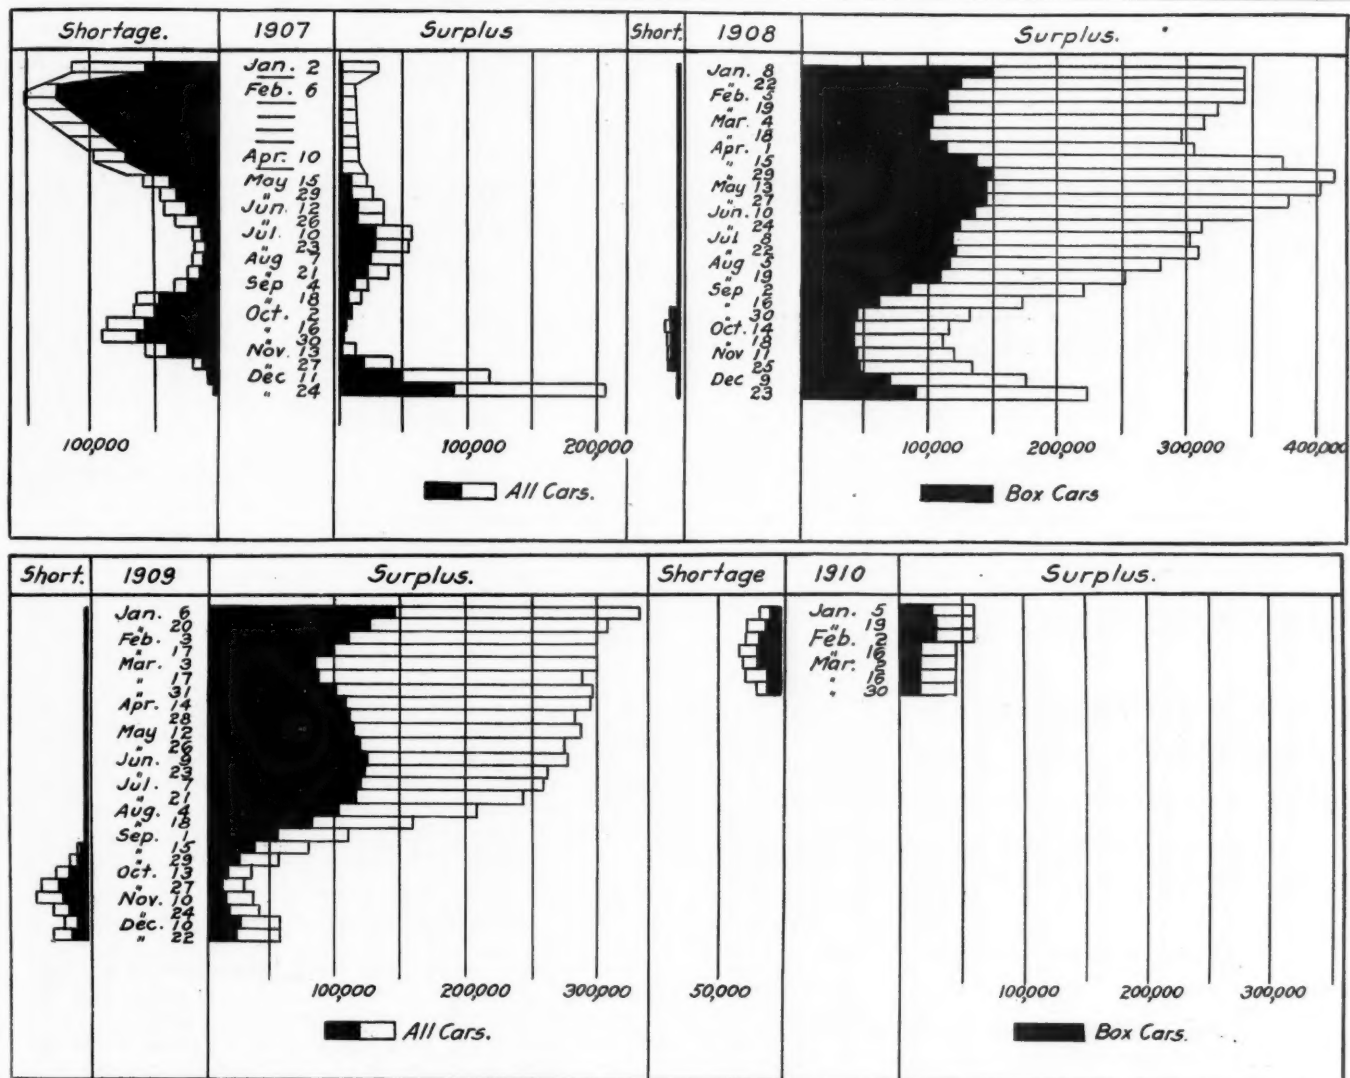 Shortage. 1907 Surplus Short. 1908 Surplus.
Jan. 2
Feb. 6
Apr. 10
May 15
" 29
Jun. 12
" 26
Jul. 10
" 23
Aug 7
" 21
Sep 4
" 18
Oct. 2
" 16
" 30
Nov. 13
" 27
Dec 11
" 24
100,000 100,000 200,000
All Cars.
Jan. 8
" 22
Feb. 5
" 19
Mar. 4
" 18
Apr. 1
" 15
" 29
May 13
" 27
Jun. 10
" 24
Jul 8
" 22
Aug 5
" 19
Sep 2
" 16
" 30
Oct. 14
" 18
Nov 11
" 25
Dec 9
23
100,000 200,000 300,000 400,000
Box Cars
Short. 1909 Surplus. Shortage 1910 Surplus.
Jan. 6
" 20
Feb. 3
" 17
Mar. 3
" 17
" 31
Apr. 14
" 28
May 12
" 26
Jun. 9
" 23
Jul. 7
" 21
Aug. 4
" 18
Sep. 1
" 15
" 29
Oct. 13
" 27
Nov. 10
" 24
Dec. 10
" 22
100,000 200,000 300,000
All Cars.
Jan. 5
" 19
Feb. 2
" 16
Mar. 2
" 16
" 30
50,000 100,000 200,000 300,000
Box Cars.